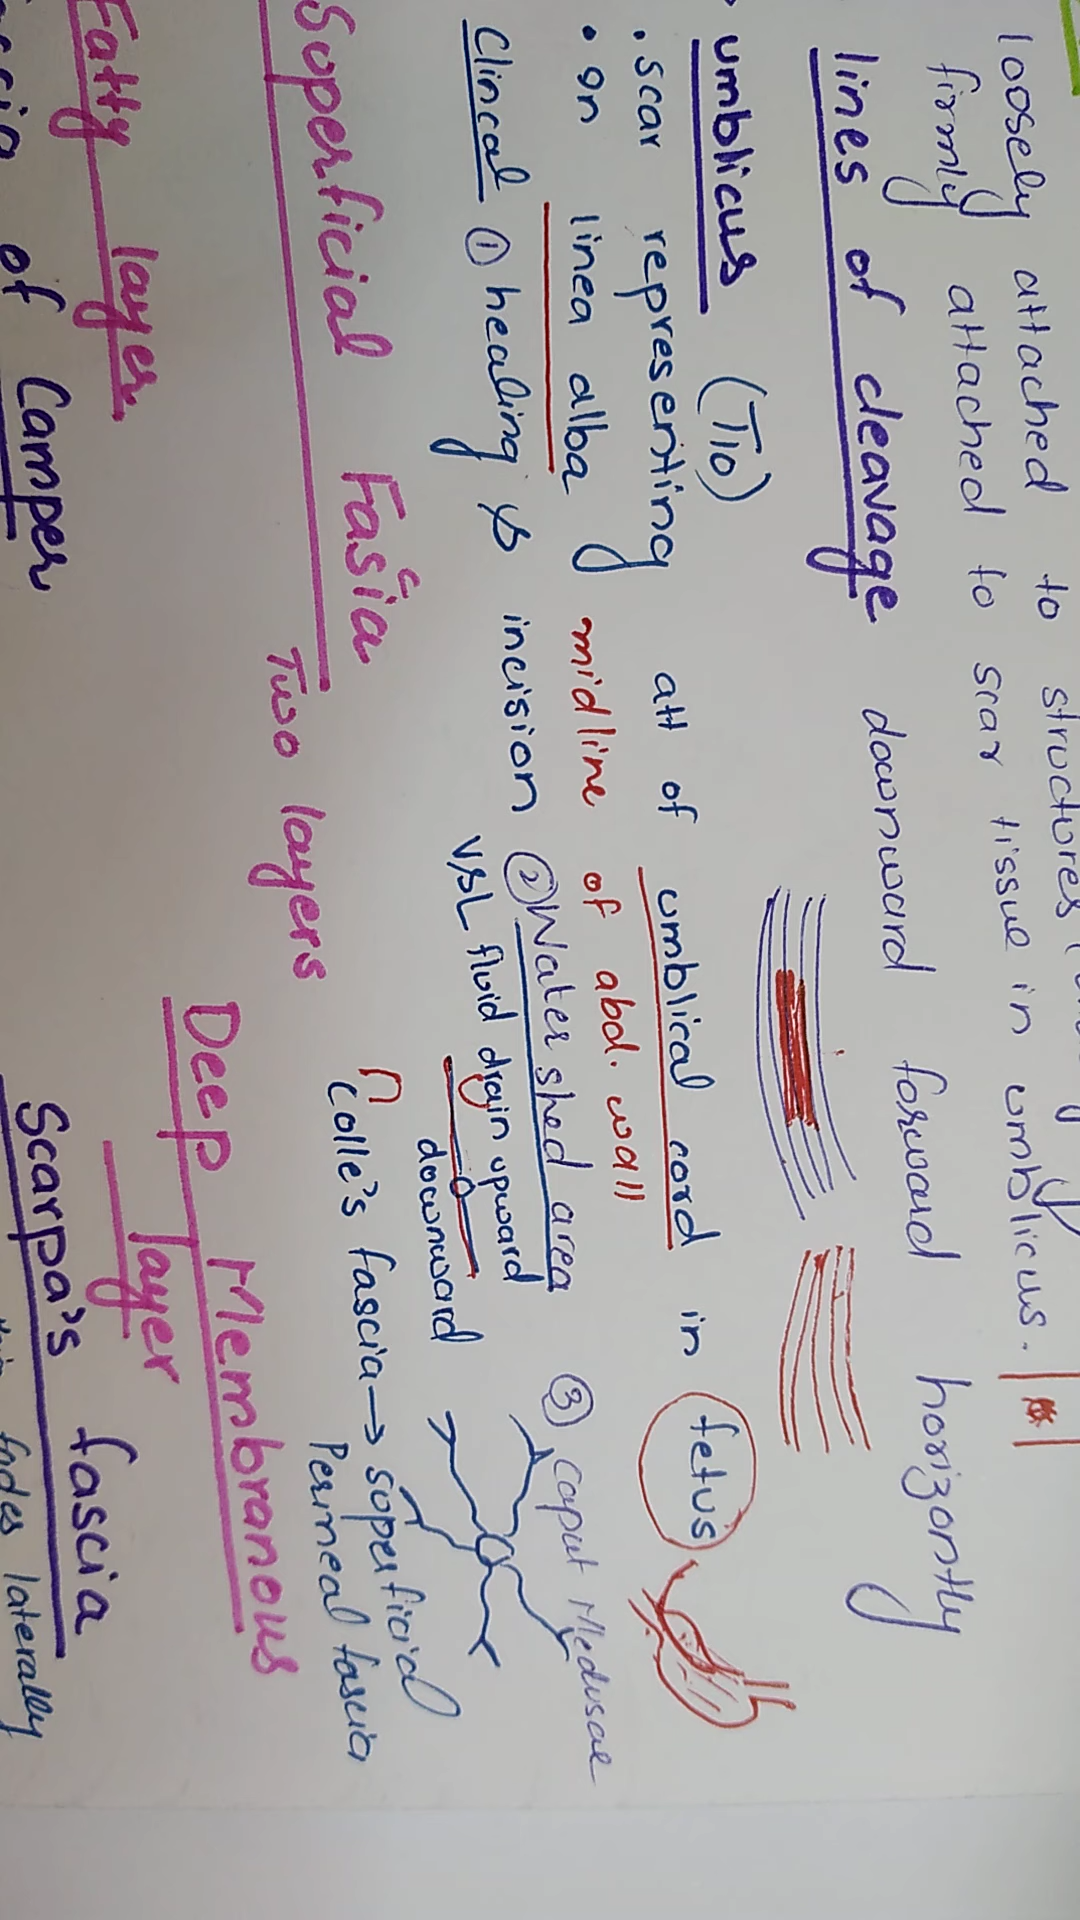 loosely attached to structures
firmly attached to scar tissue in umblicus.
lines of cleavage downward forward horizontly
umblicus (T10)
• scar representing att of umblical cord in fetus
• on linea alba midline of abd. wall
Clincal ① healing incision ② Water shed area ③ Caput Medusae
V/s L fluid drain upward
downward
Soperficial Fasia
c
Colle's fascia → soperficial
Perineal fascia
Two layers
Fatty layer
Deep Membranous
layer
of Camper
Scarpa's fascia
fades laterally